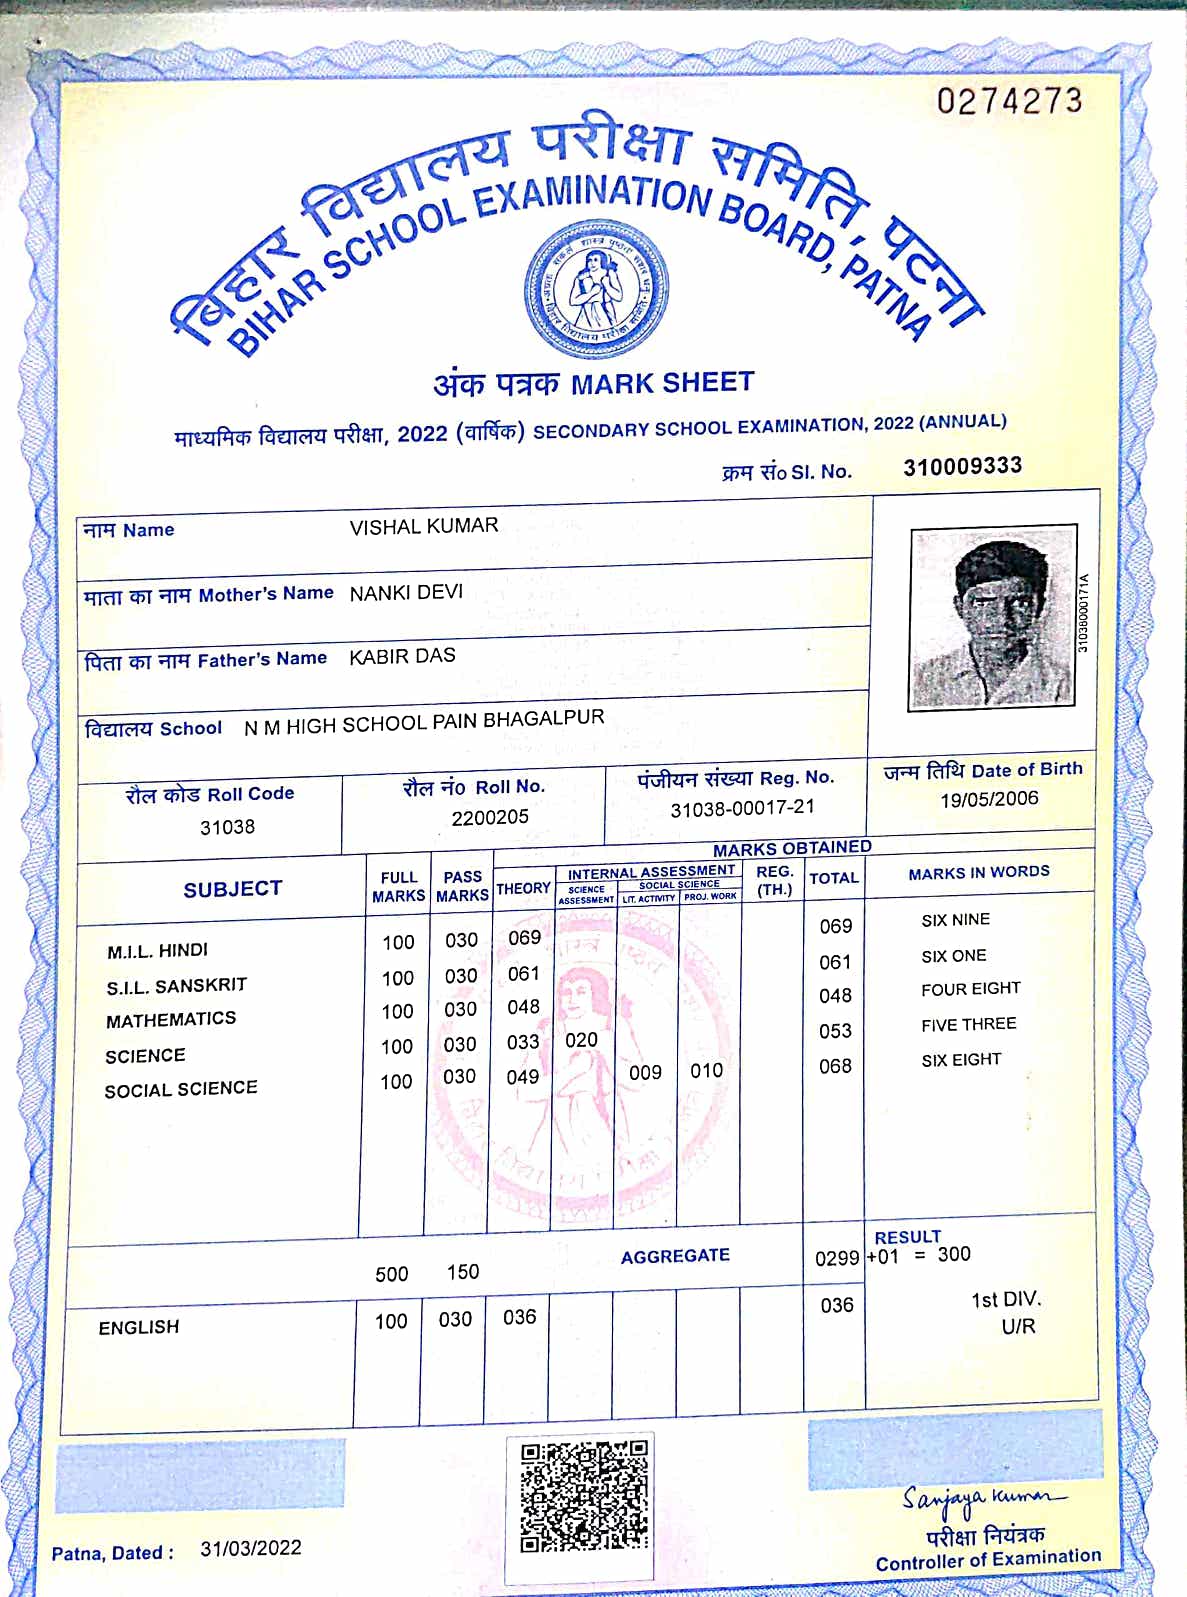 0274273
बिहार विद्यालय परीक्षा समिति, पटना
BIHAR SCHOOL EXAMINATION BOARD, PATNA
अंक पत्रक MARK SHEET
माध्यमिक विद्यालय परीक्षा, 2022 (वार्षिक) SECONDARY SCHOOL EXAMINATION, 2022 (ANNUAL)
क्रम सं० Sl. No. 310009333
नाम Name VISHAL KUMAR
माता का नाम Mother's Name NANKI DEVI
पिता का नाम Father's Name KABIR DAS
विद्यालय School N M HIGH SCHOOL PAIN BHAGALPUR
31038000171A
रौल कोड Roll Code रौल नं० Roll No. पंजीयन संख्या Reg. No. जन्म तिथि Date of Birth
31038 2200205 31038-00017-21 19/05/2006
MARKS OBTAINED
SUBJECT FULL MARKS PASS MARKS THEORY INTERNAL ASSESSMENT REG. (TH.) TOTAL MARKS IN WORDS
SCIENCE ASSESSMENT SOCIAL SCIENCE
LIT. ACTIVITY PROJ. WORK
M.I.L. HINDI 100 030 069 069 SIX NINE
S.I.L. SANSKRIT 100 030 061 061 SIX ONE
MATHEMATICS 100 030 048 048 FOUR EIGHT
SCIENCE 100 030 033 020 053 FIVE THREE
SOCIAL SCIENCE 100 030 049 009 010 068 SIX EIGHT
RESULT
500 150 AGGREGATE 0299 +01 = 300
ENGLISH 100 030 036 036 1st DIV.
U/R
Sanjaya Kumar
परीक्षा नियंत्रक
Patna, Dated : 31/03/2022 Controller of Examination